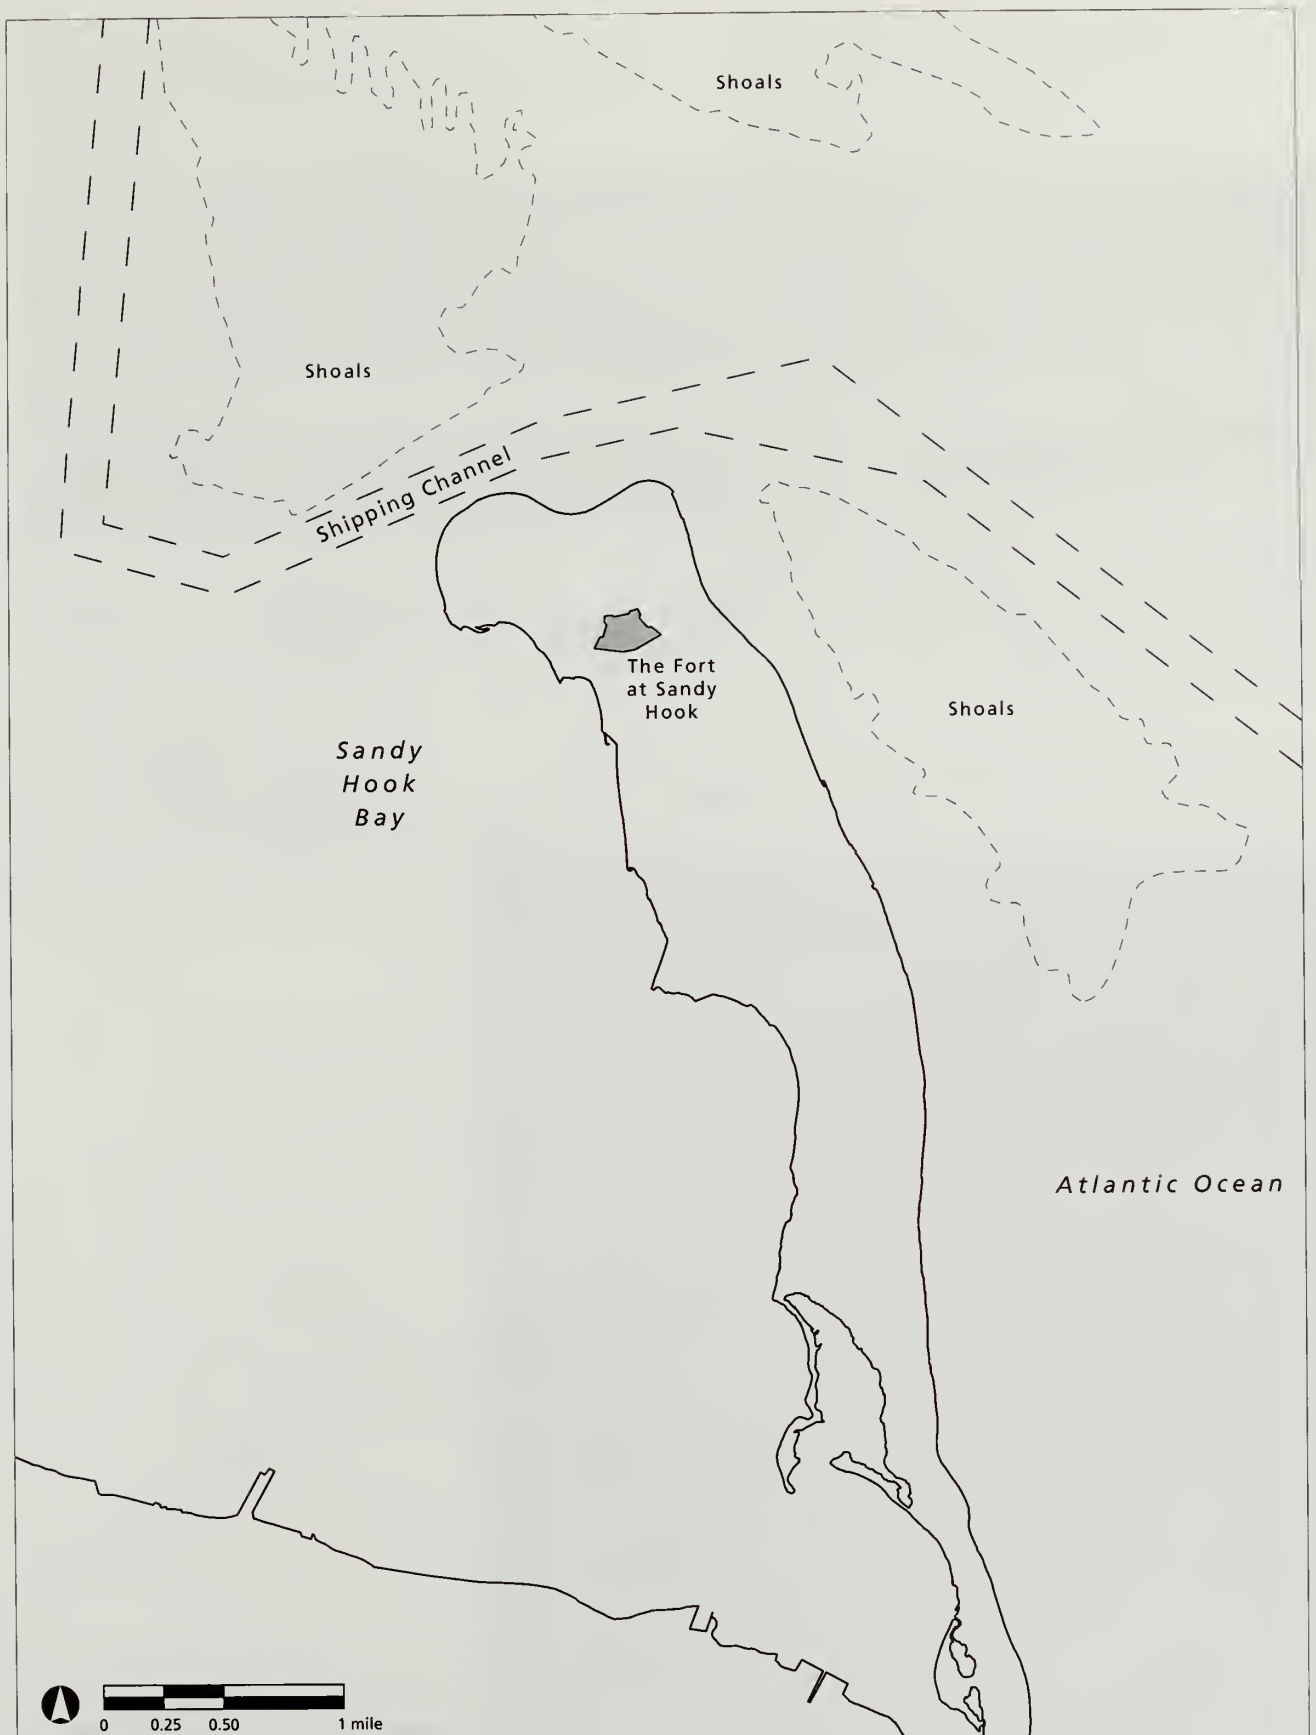 Shoals
Shoals
Shipping Channel
The Fort
at Sandy
Hook
Shoals
Sandy
Hook
Bay
Atlantic Ocean
0 0.25 0.50 1 mile